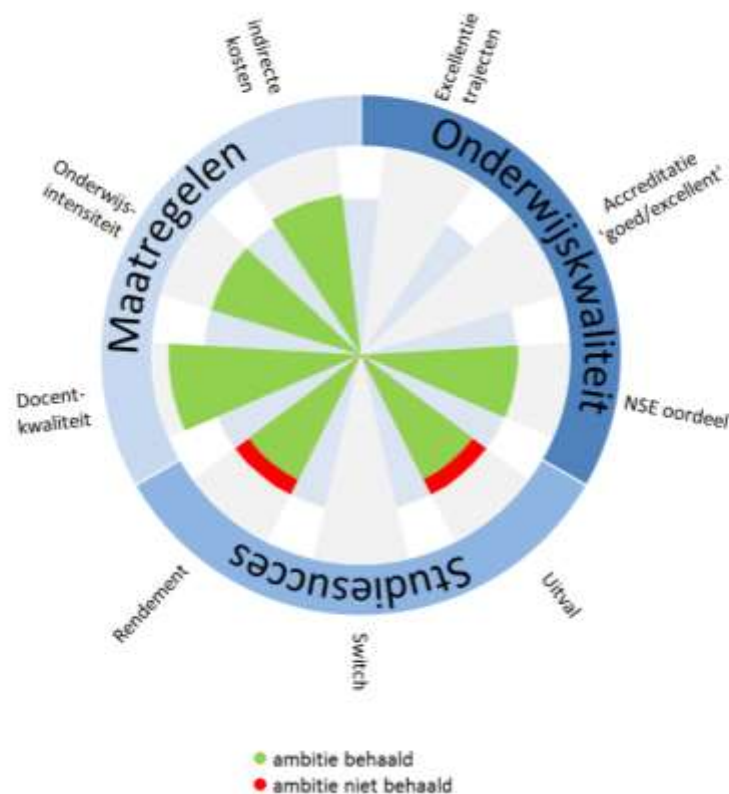 indirecte
kosten
Excellentie
trajecten
Onderwijs-
intensiteit
Accreditatie
'goed/excellent'
Maatregelen
Onderwijskwaliteit
Docent-
kwaliteit
NSE oordeel
Studiesucces
Rendement
Switch
Uitval
ambitie behaald
ambitie niet behaald